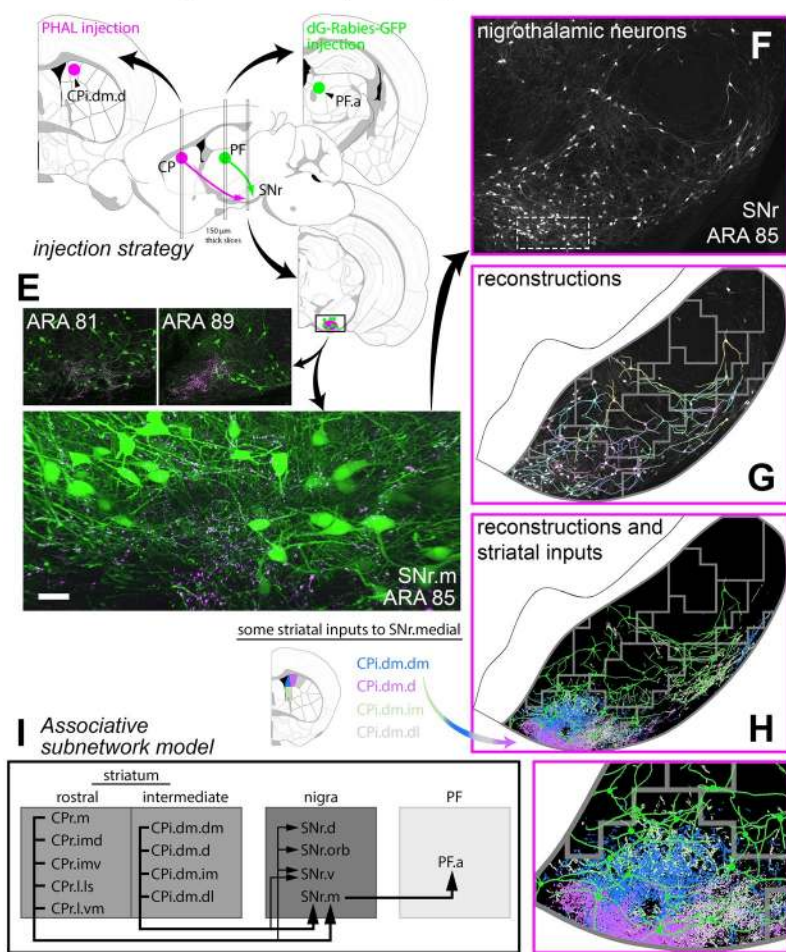 PHAL injection
CPi.dm.d
dG-Rabies-GFP
injection
PF.a
CP
PF
SNr
150 µm
thick slices
injection strategy
F
nigrothalamic neurons
SNr
ARA 85
E
ARA 81
ARA 89
SNr.m
ARA 85
G
reconstructions
H
reconstructions and
striatal inputs
some striatal inputs to SNr.medial
CPi.dm.dm
CPi.dm.d
CPi.dm.im
CPi.dm.dl
I
Associative
subnetwork model
striatum
rostral
intermediate
nigra
PF
CPr.m
CPr.imd
CPr.imv
CPr.l.ls
CPr.l.vm
CPi.dm.dm
CPi.dm.d
CPi.dm.im
CPi.dm.dl
SNr.d
SNr.orb
SNr.v
SNr.m
PF.a